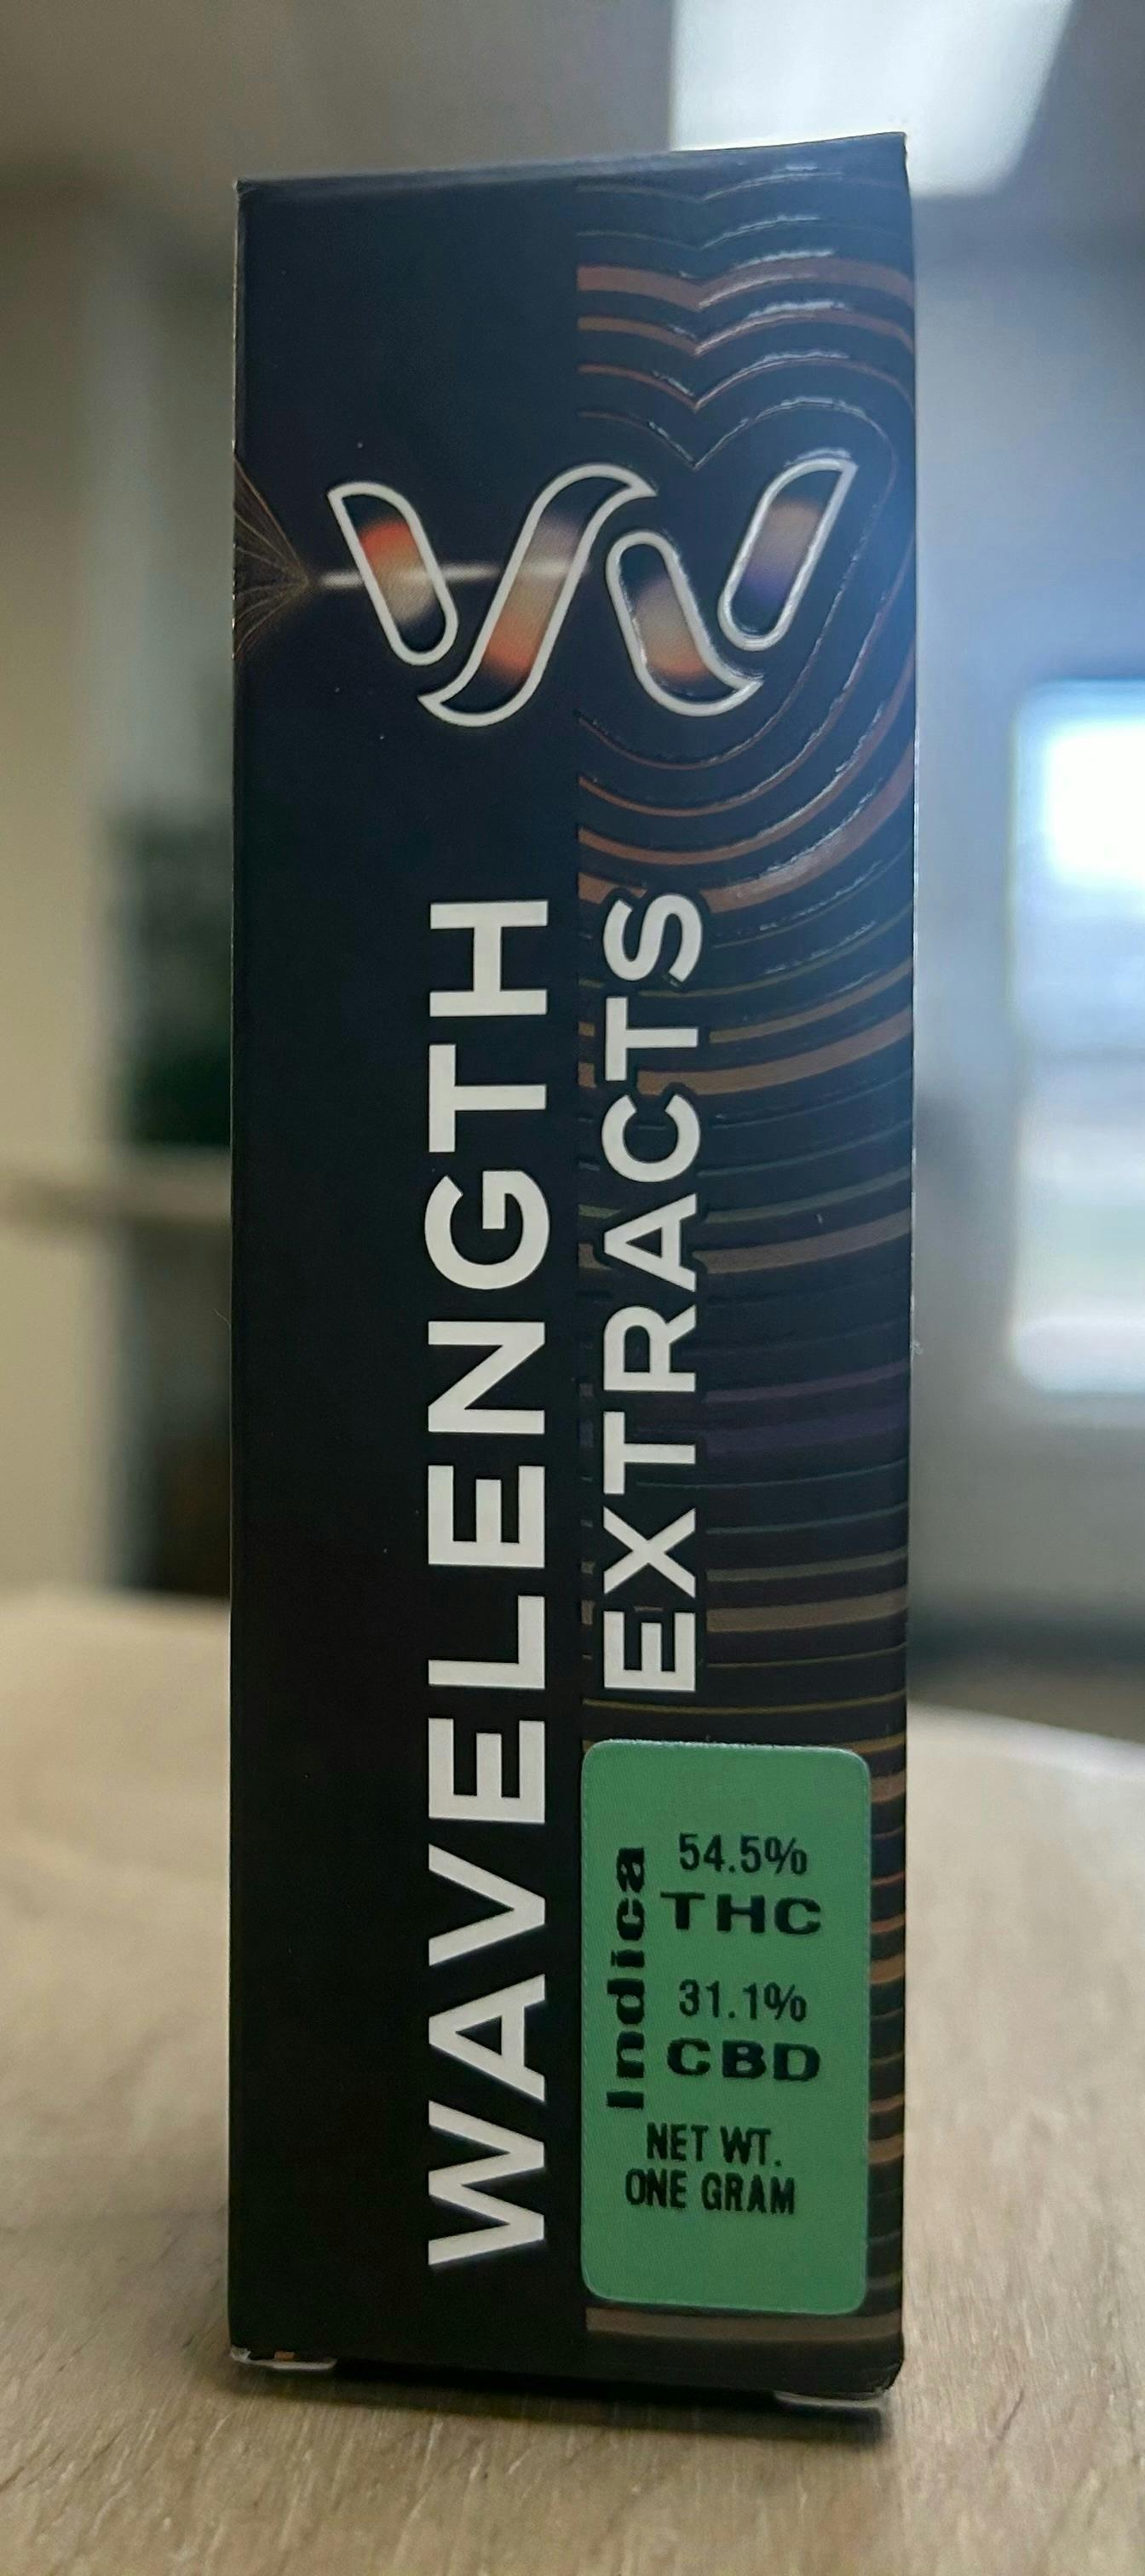 WAVELENGTH
EXTRACTS
Indica
54.5%
THC
31.1%
CBD
NET WT.
ONE GRAM